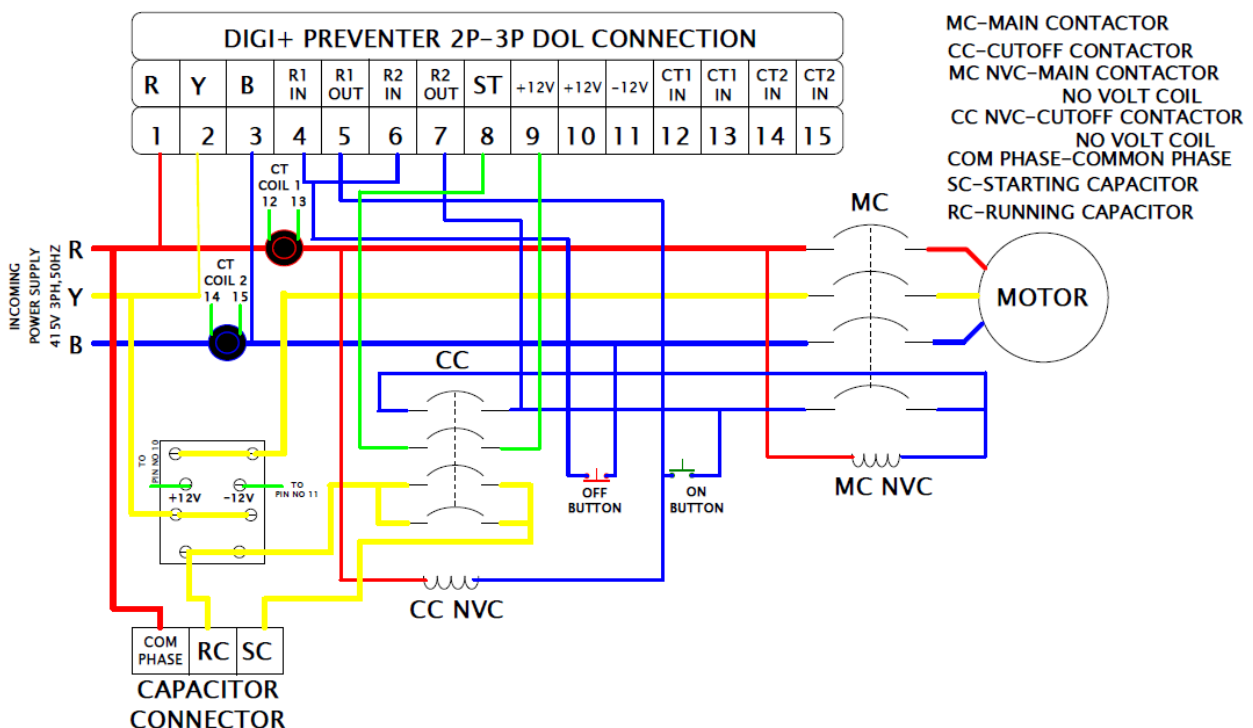 DIGI+ PREVENTER 2P-3P DOL CONNECTION
R Y B R1 IN R1 OUT R2 IN R2 OUT ST +12V +12V -12V CT1 IN CT1 IN CT2 IN CT2 IN
1 2 3 4 5 6 7 8 9 10 11 12 13 14 15
MC-MAIN CONTACTOR
CC-CUTOFF CONTACTOR
MC NVC-MAIN CONTACTOR
NO VOLT COIL
CC NVC-CUTOFF CONTACTOR
NO VOLT COIL
COM PHASE-COMMON PHASE
SC-STARTING CAPACITOR
RC-RUNNING CAPACITOR
CT
COIL 1
12 13
MC
INCOMING
POWER SUPPLY
415V 3PH,50HZ
R
Y
B
CT
COIL 2
14 15
MOTOR
CC
TO
PIN NO 10
+12V -12V
TO
PIN NO 11
OFF
BUTTON
ON
BUTTON
MC NVC
CC NVC
COM
PHASE
RC
SC
CAPACITOR
CONNECTOR